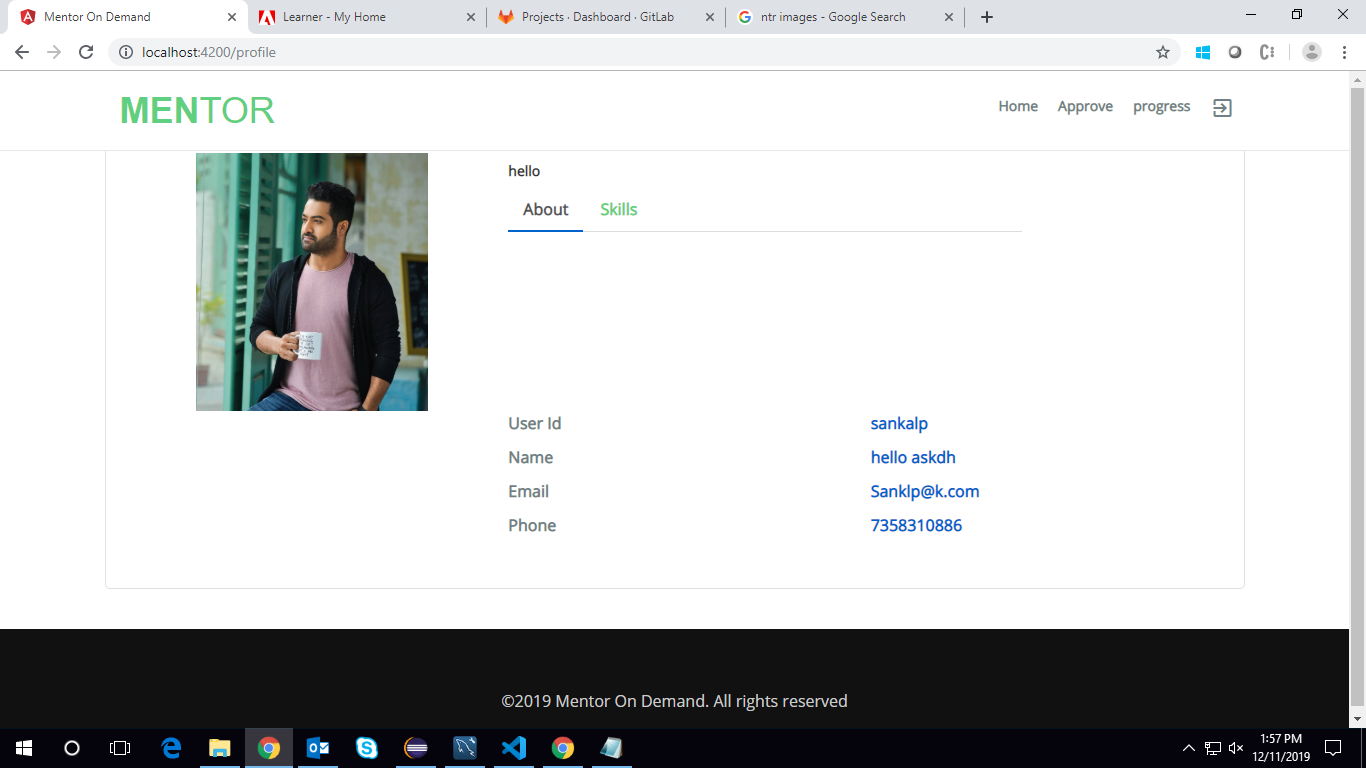 Mentor On Demand
Learner - My Home
Projects · Dashboard · GitLab
ntr images - Google Search
localhost:4200/profile
MENTOR
Home
Approve
progress
hello
About
Skills
User Id
sankalp
Name
hello askdh
Email
Sanklp@k.com
Phone
7358310886
©2019 Mentor On Demand. All rights reserved
1:57 PM
12/11/2019